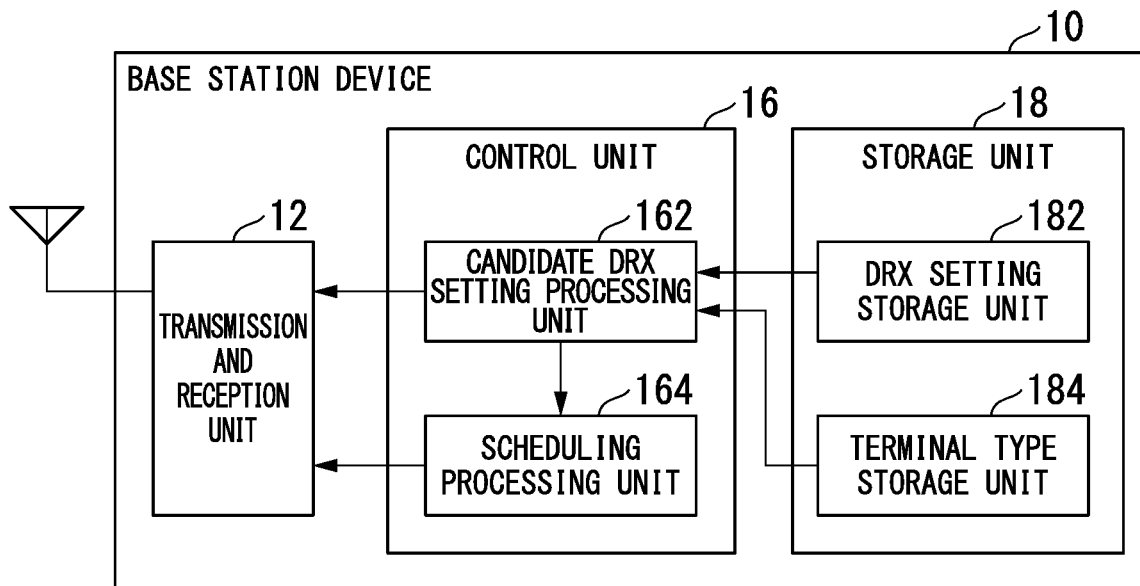 10
BASE STATION DEVICE
16
CONTROL UNIT
18
STORAGE UNIT
12
TRANSMISSION
AND
RECEPTION
UNIT
162
CANDIDATE DRX
SETTING PROCESSING
UNIT
182
DRX SETTING
STORAGE UNIT
164
SCHEDULING
PROCESSING UNIT
184
TERMINAL TYPE
STORAGE UNIT